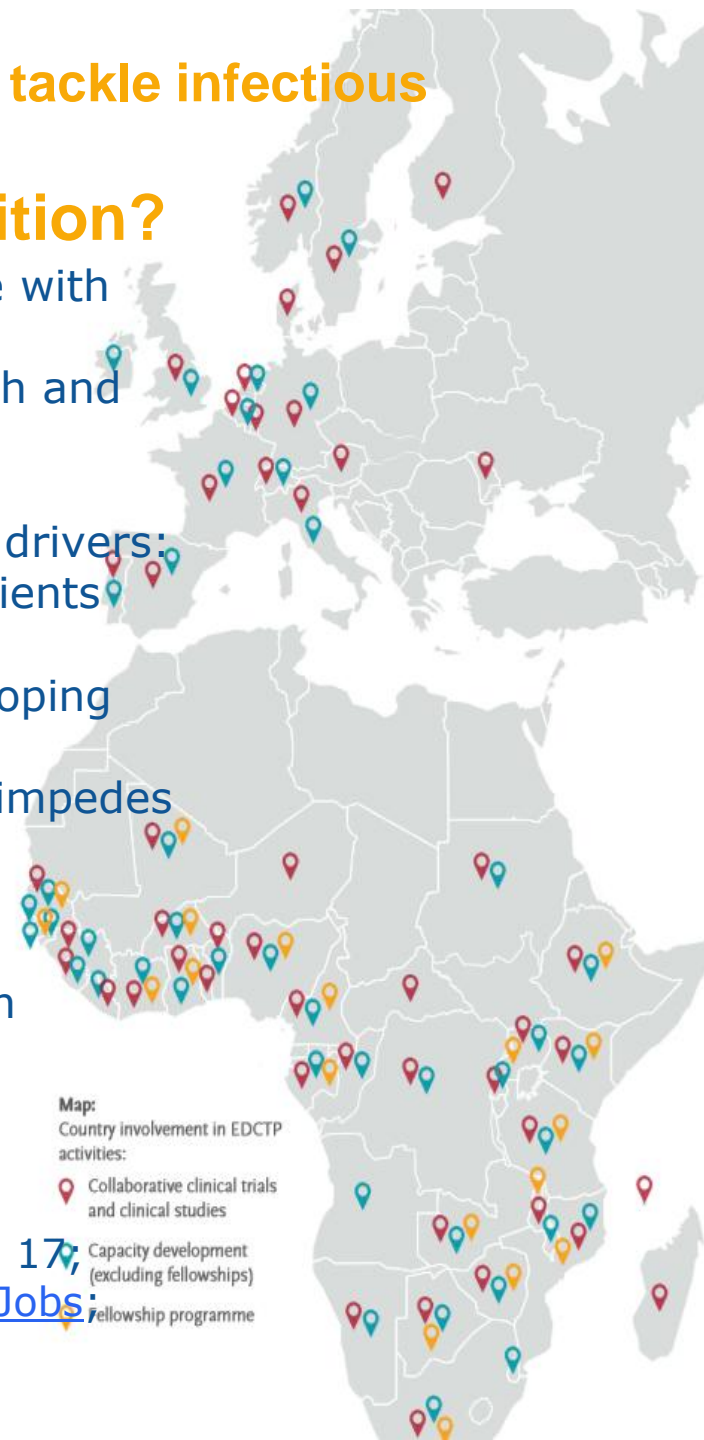 tackle infectious
ition?
e with
h and
drivers:
ients
oping
impedes
n
Map:
Country involvement in EDCTP
activities:
Collaborative clinical trials
and clinical studies
17; Capacity development
(excluding fellowships)
Jobs; Fellowship programme